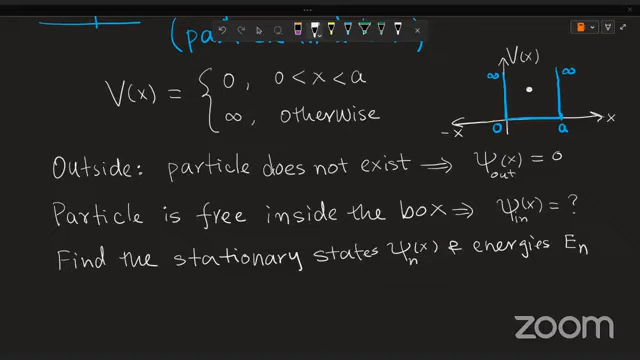 (par
V(x) = { 0, 0 < x < a
∞, otherwise
V(x)
∞ ∞
-x 0 a x
Outside: particle does not exist ⟹ Ψout(x) = 0
Particle is free inside the box ⟹ Ψin(x) = ?
Find the stationary states Ψn(x) & energies En
zoom